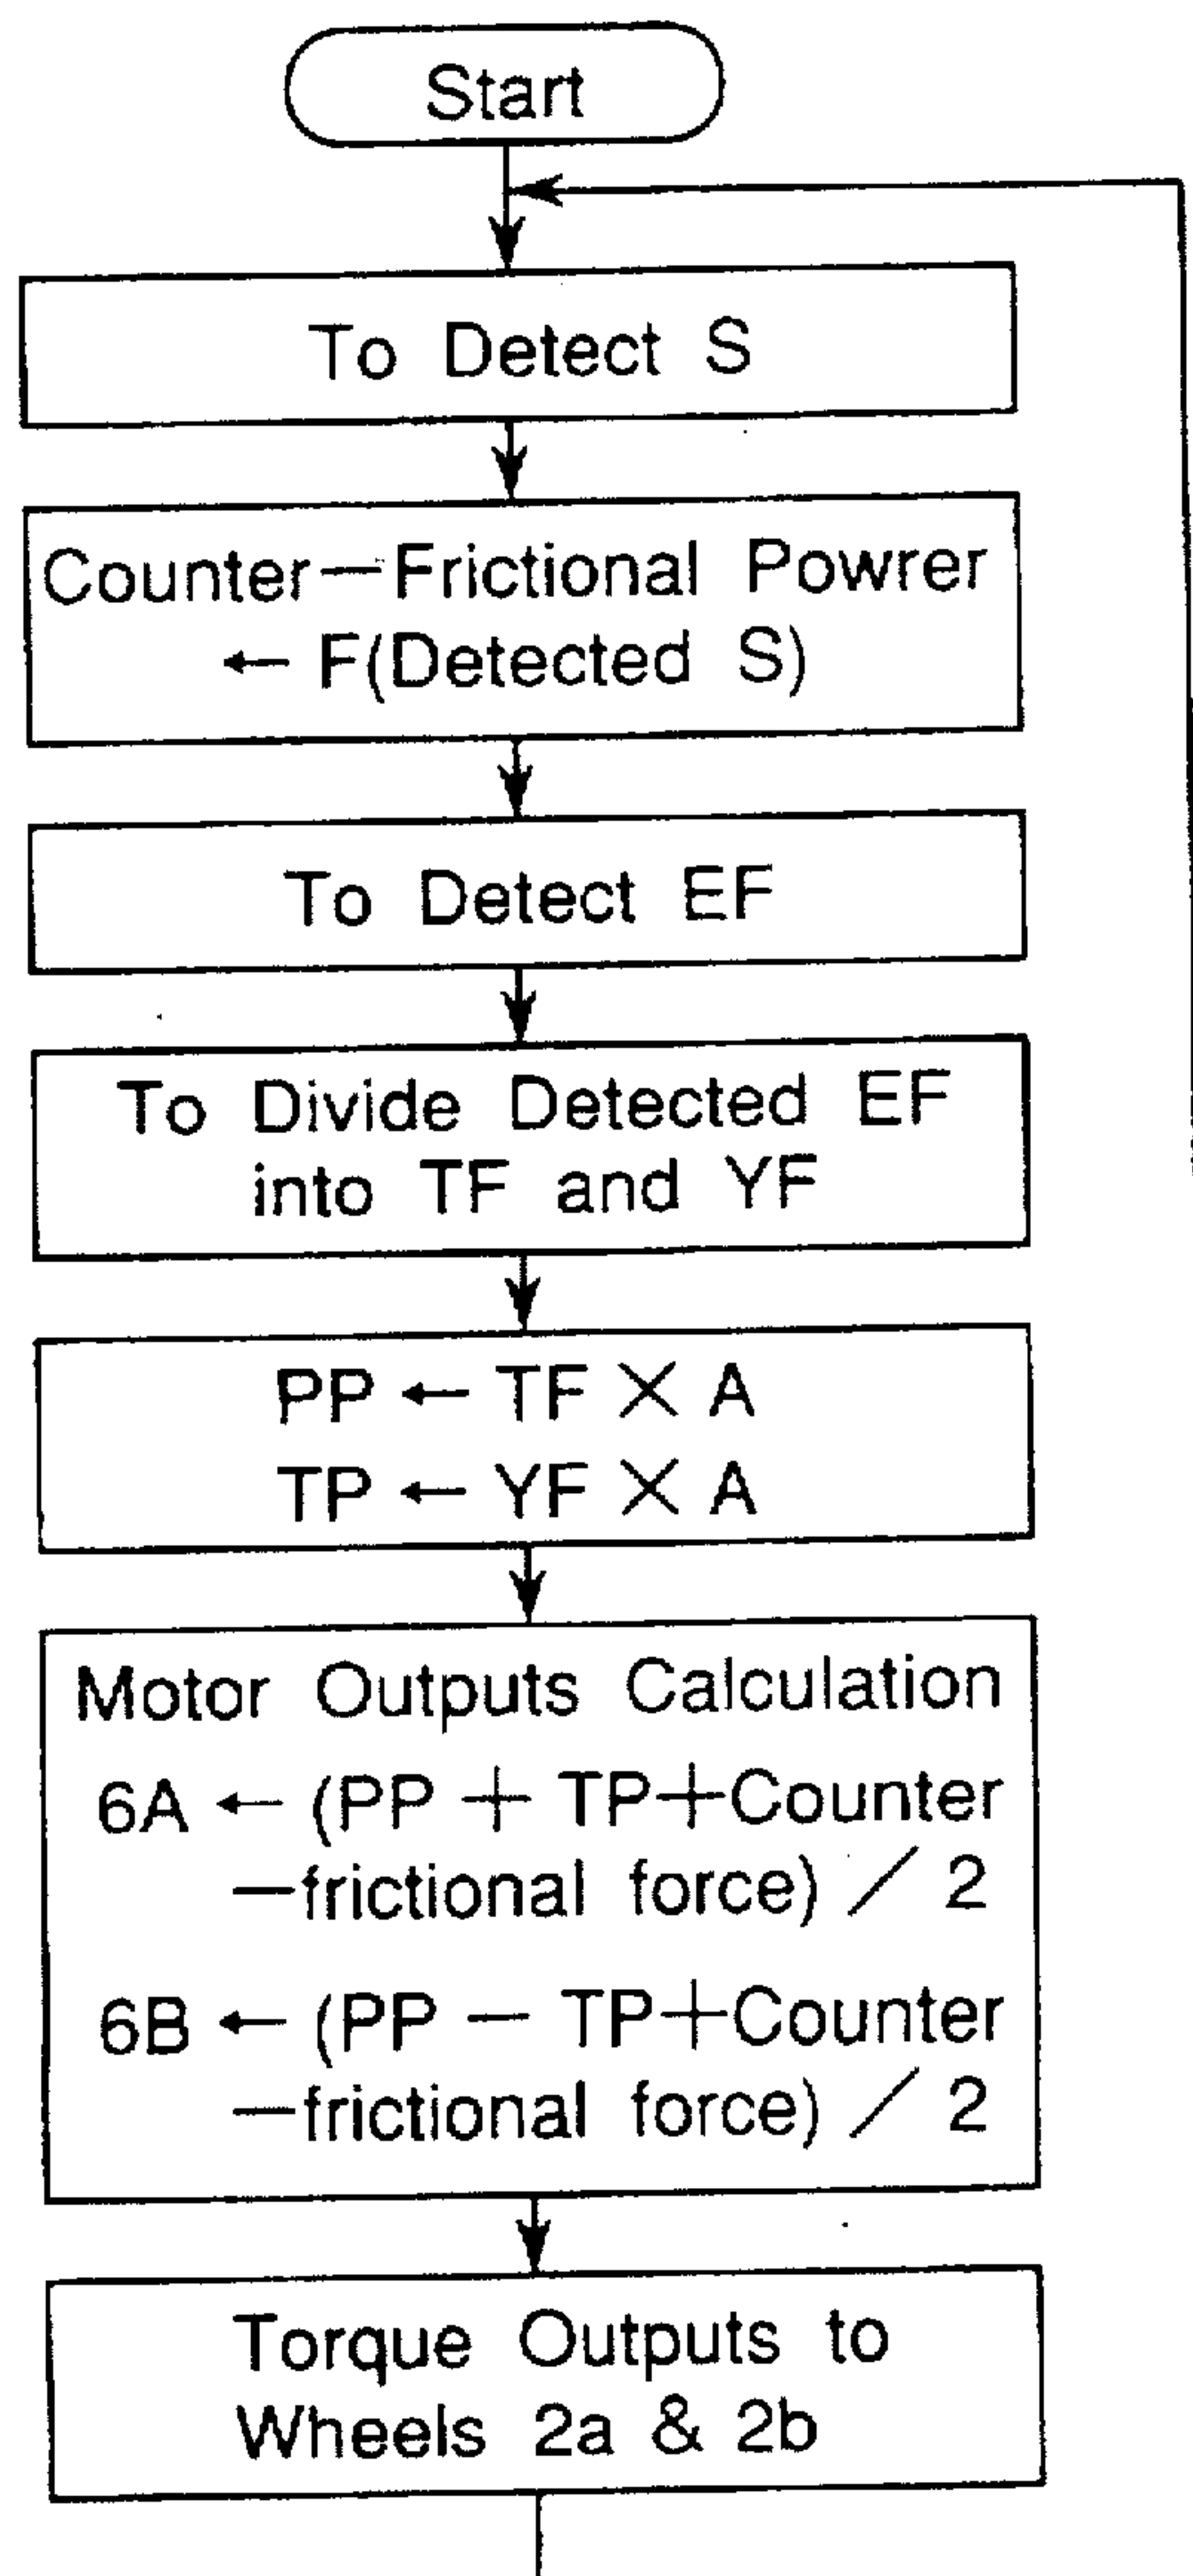 Start
To Detect S
Counter—Frictional Powrer
← F(Detected S)
To Detect EF
To Divide Detected EF
into TF and YF
PP ← TF × A
TP ← YF × A
Motor Outputs Calculation
6A ← (PP + TP+Counter
—frictional force) / 2
6B ← (PP − TP+Counter
—frictional force) / 2
Torque Outputs to
Wheels 2a & 2b